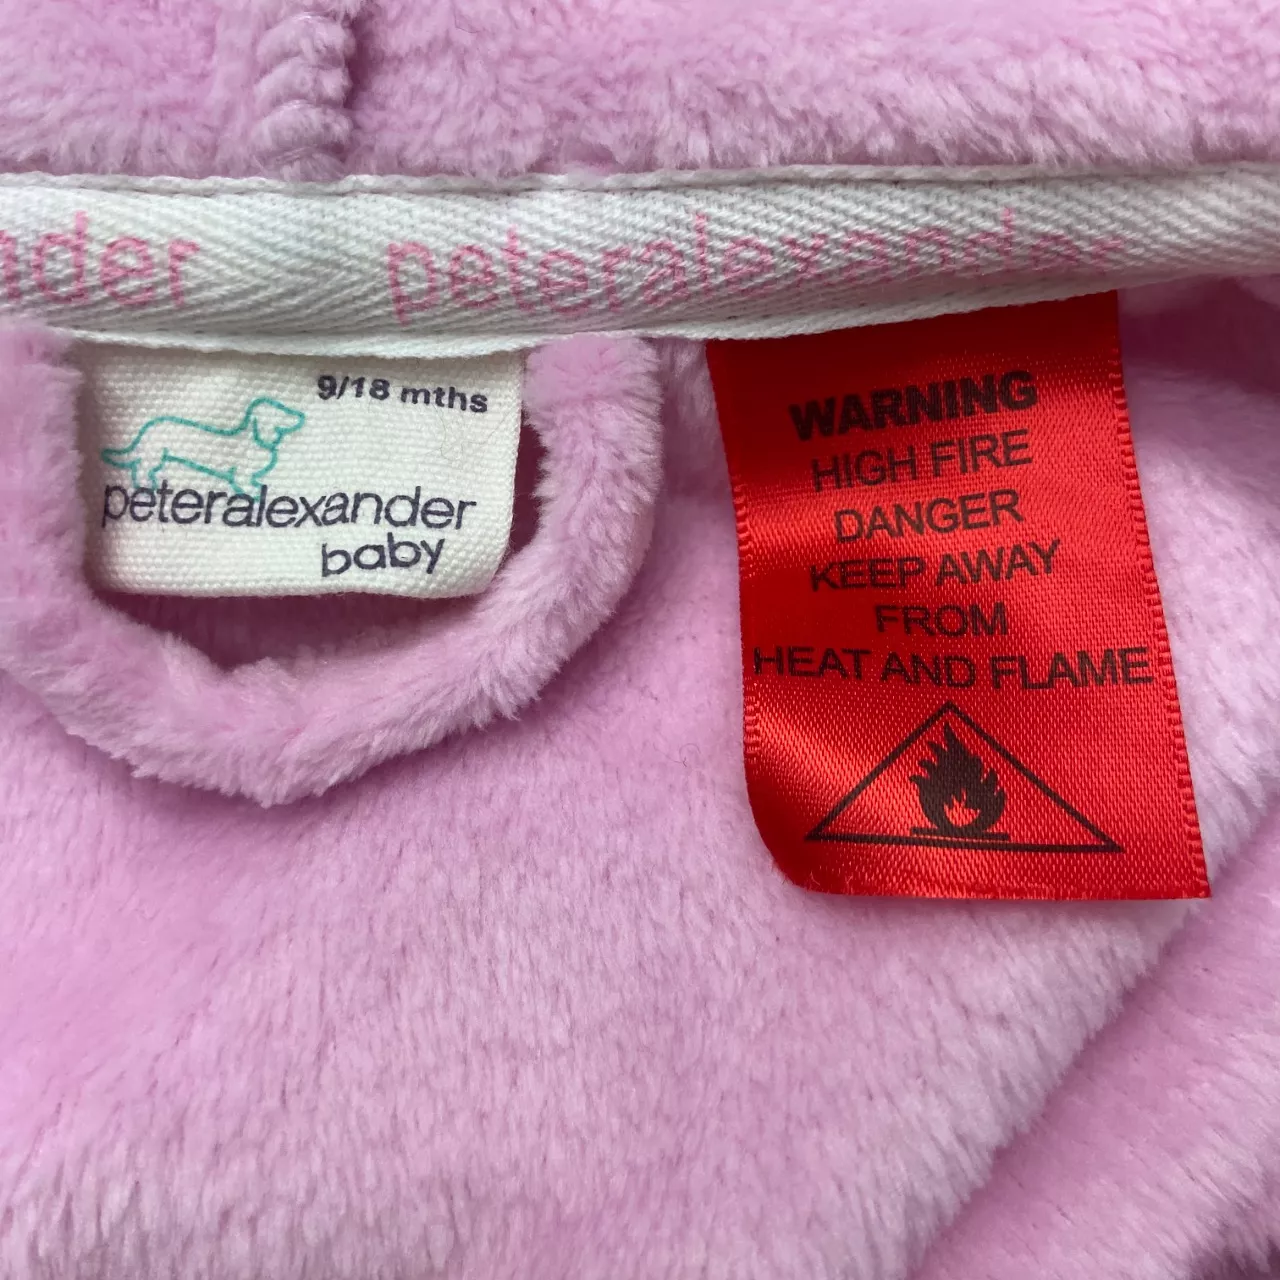 nder peteralexander
9/18 mths
peteralexander
baby
WARNING
HIGH FIRE
DANGER
KEEP AWAY
FROM
HEAT AND FLAME